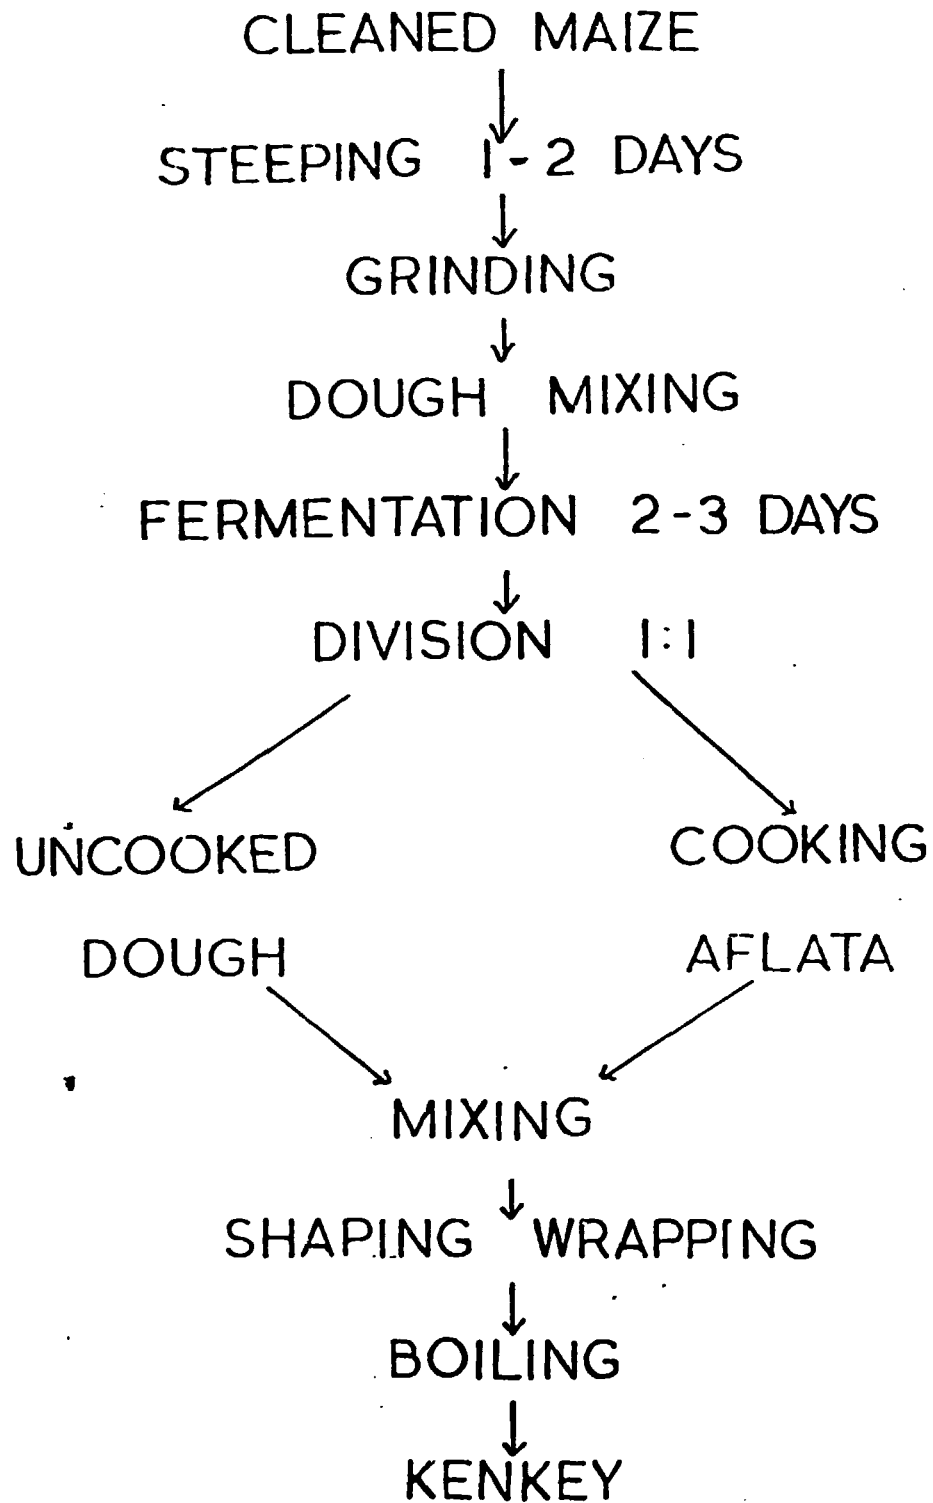 CLEANED MAIZE
STEEPING 1-2 DAYS
GRINDING
DOUGH MIXING
FERMENTATION 2-3 DAYS
DIVISION 1:1
UNCOOKED COOKING
DOUGH AFLATA
MIXING
SHAPING WRAPPING
BOILING
KENKEY